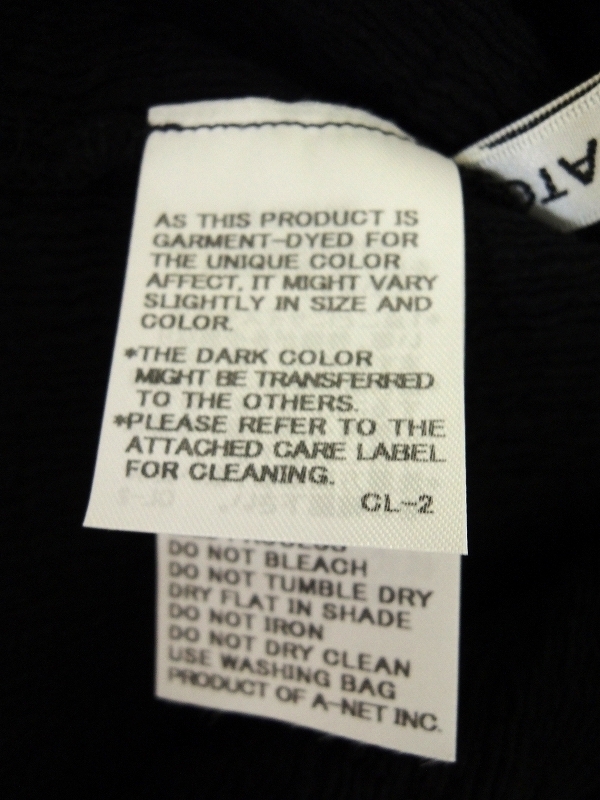 AS THIS PRODUCT IS
GARMENT-DYED FOR
THE UNIQUE COLOR
AFFECT, IT MIGHT VARY
SLIGHTLY IN SIZE AND
COLOR.
*THE DARK COLOR
MIGHT BE TRANSFERRED
TO THE OTHERS.
*PLEASE REFER TO THE
ATTACHED CARE LABEL
FOR CLEANING.
CL-2
DO NOT BLEACH
DO NOT TUMBLE DRY
DRY FLAT IN SHADE
DO NOT IRON
DO NOT DRY CLEAN
USE WASHING BAG
PRODUCT OF A-NET INC.